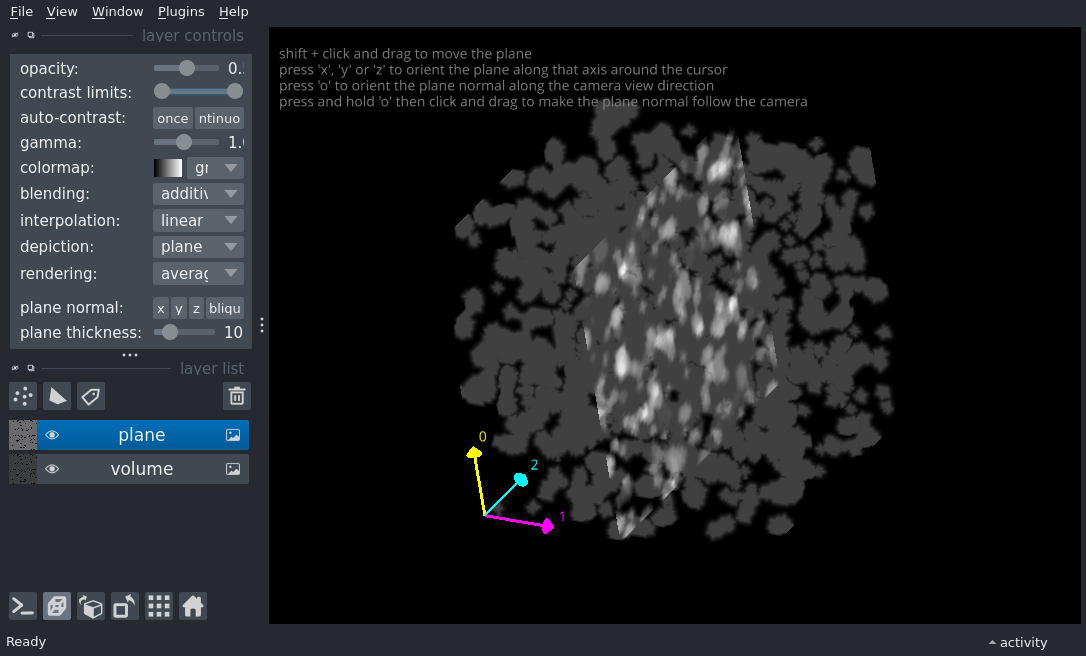 File View Window Plugins Help
layer controls
opacity: 0.
contrast limits:
auto-contrast: once ntinuo
gamma: 1.
colormap: gr
blending: additiv
interpolation: linear
depiction: plane
rendering: averag
plane normal: x y z bliqu
plane thickness: 10
layer list
plane
volume
shift + click and drag to move the plane
press 'x', 'y' or 'z' to orient the plane along that axis around the cursor
press 'o' to orient the plane normal along the camera view direction
press and hold 'o' then click and drag to make the plane normal follow the camera
0
2
1
Ready
activity